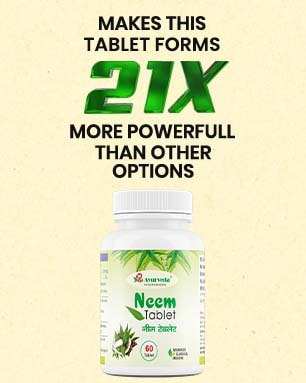 MAKES THIS
TABLET FORMS
21X
MORE POWERFULL
THAN OTHER
OPTIONS
Ayurveda
Neem
Tablet
नीम टेबलेट
60
Tablet